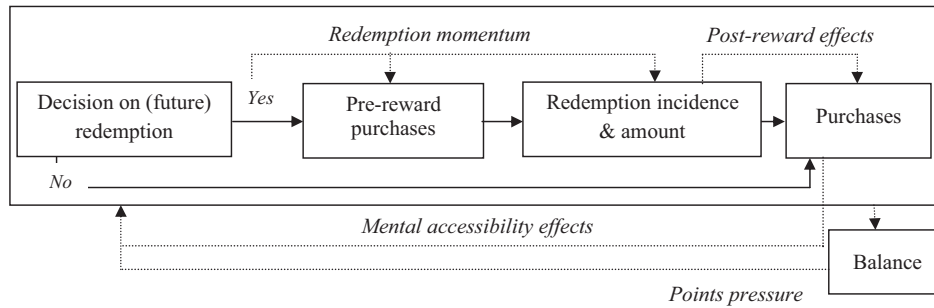 Redemption momentum
Post-reward effects
Decision on (future)
redemption
Yes
Pre-reward
purchases
Redemption incidence
& amount
Purchases
No
Mental accessibility effects
Balance
Points pressure